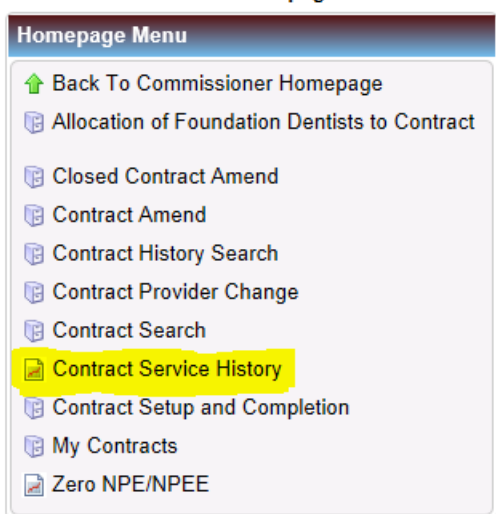 Homepage Menu
Back To Commissioner Homepage
Allocation of Foundation Dentists to Contract
Closed Contract Amend
Contract Amend
Contract History Search
Contract Provider Change
Contract Search
Contract Service History
Contract Setup and Completion
My Contracts
Zero NPE/NPEE